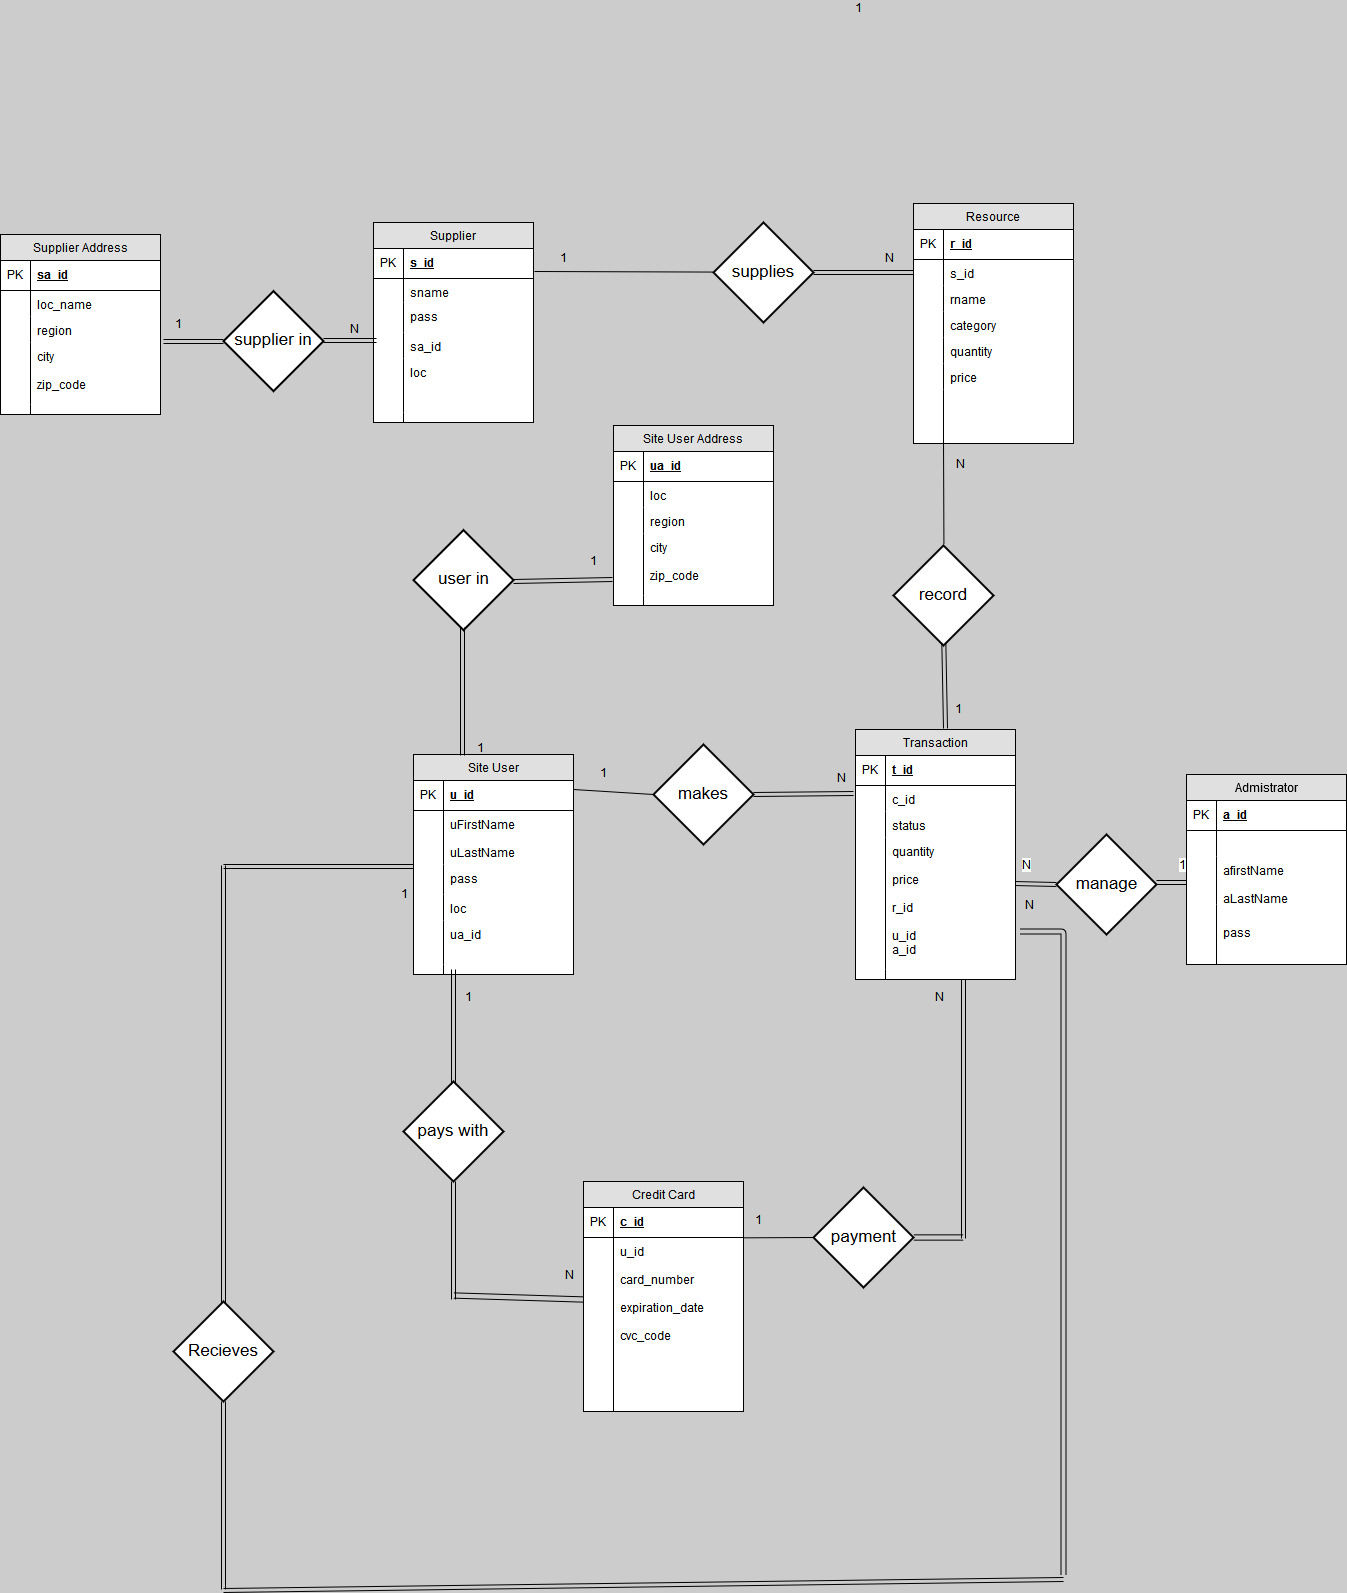 1
Supplier Address
PK sa_id
loc_name
region
city
zip_code
1
supplier in
N
Supplier
PK s_id
sname
pass
sa_id
loc
1
supplies
N
Resource
PK r_id
s_id
rname
category
quantity
price
N
record
1
Site User Address
PK ua_id
loc
region
city
zip_code
1
user in
1
Site User
PK u_id
uFirstName
uLastName
pass
loc
ua_id
1
makes
N
Transaction
PK t_id
c_id
status
quantity
price
r_id
u_id
a_id
N
manage
1
Admistrator
PK a_id
afirstName
aLastName
pass
N
1
1
pays with
N
Credit Card
PK c_id
u_id
card_number
expiration_date
cvc_code
1
payment
N
Recieves